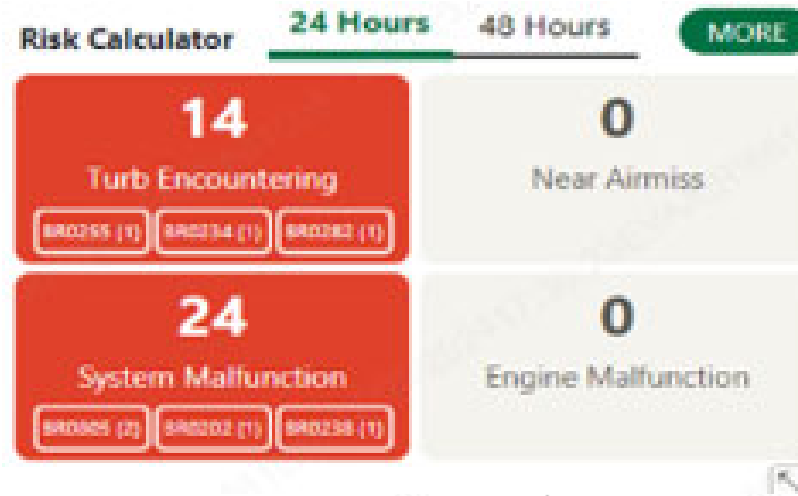 Risk Calculator 24 Hours 48 Hours MORE
14
Turb Encountering
BR0255 (1) BR0234 (1) BR0282 (1)
0
Near Airmiss
24
System Malfunction
BR0805 (2) BR0202 (1) BR0238 (1)
0
Engine Malfunction